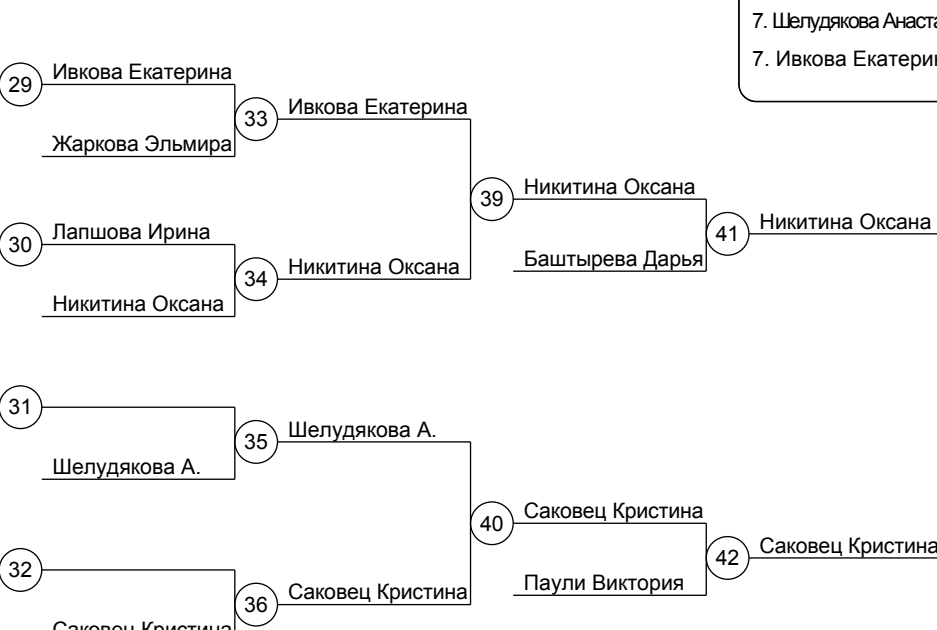 7. Шелудякова Анаста
7. Ивкова Екатери
29
Ивкова Екатерина
33
Ивкова Екатерина
Жаркова Эльмира
39
Никитина Оксана
41
Никитина Оксана
Баштырева Дарья
30
Лапшова Ирина
34
Никитина Оксана
Никитина Оксана
31
35
Шелудякова А.
Шелудякова А.
40
Саковец Кристина
42
Саковец Кристина
Паули Виктория
32
36
Саковец Кристина
Саковец Кристина